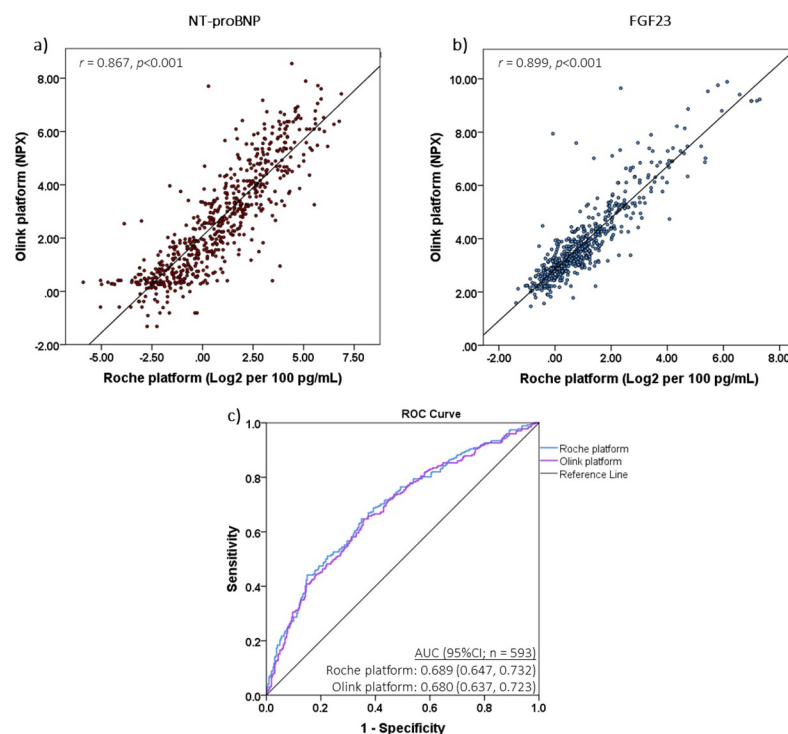 NT-proBNP
FGF23
a)
r = 0.867, p<0.001
8.00
6.00
4.00
2.00
.00
-2.00
Olink platform (NPX)
-5.00 -2.50 .00 2.50 5.00 7.50
Roche platform (Log2 per 100 pg/mL)
b)
r = 0.899, p<0.001
10.00
8.00
6.00
4.00
2.00
.00
Olink platform (NPX)
-2.00 .00 2.00 4.00 6.00 8.00
Roche platform (Log2 per 100 pg/mL)
c)
ROC Curve
1.0
0.8
0.6
0.4
0.2
0.0
Sensitivity
0.0 0.2 0.4 0.6 0.8 1.0
1 - Specificity
Roche platform
Olink platform
Reference Line
AUC (95%CI; n = 593)
Roche platform: 0.689 (0.647, 0.732)
Olink platform: 0.680 (0.637, 0.723)